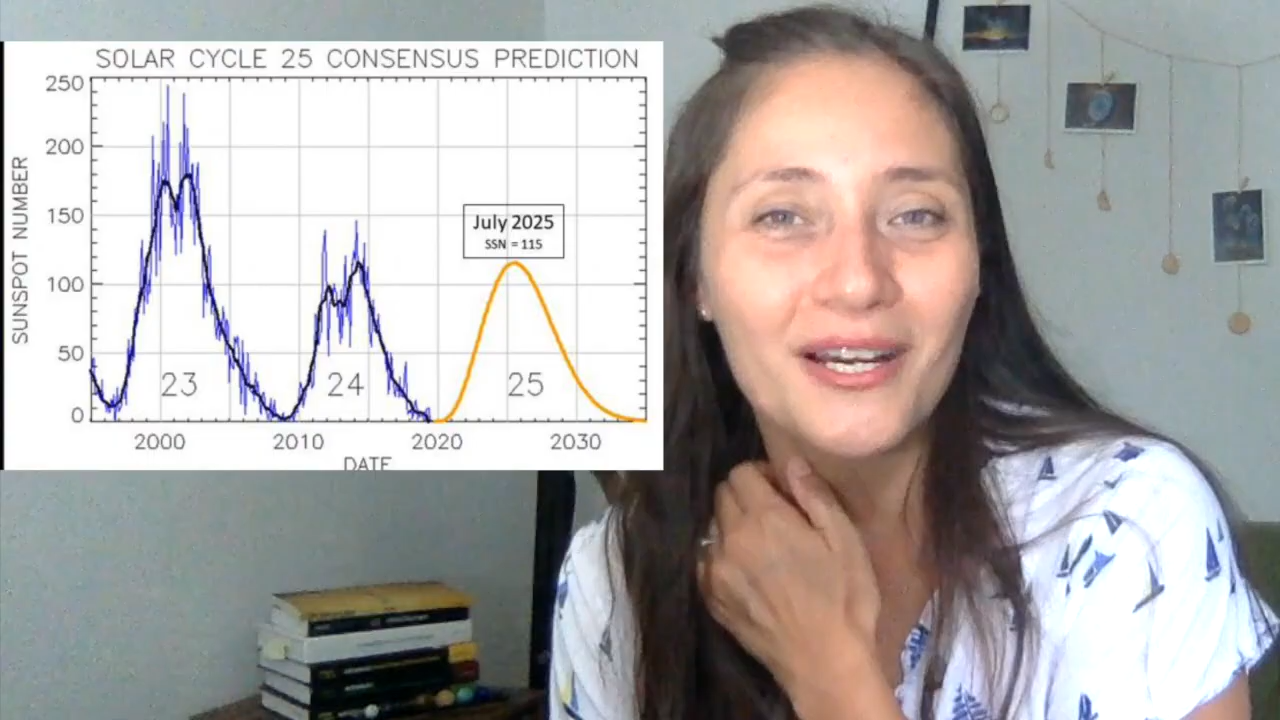 SOLAR CYCLE 25 CONSENSUS PREDICTION
250
200
150
100
50
0
SUNSPOT NUMBER
July 2025
SSN = 115
23
24
25
2000
2010
2020
2030
DATE